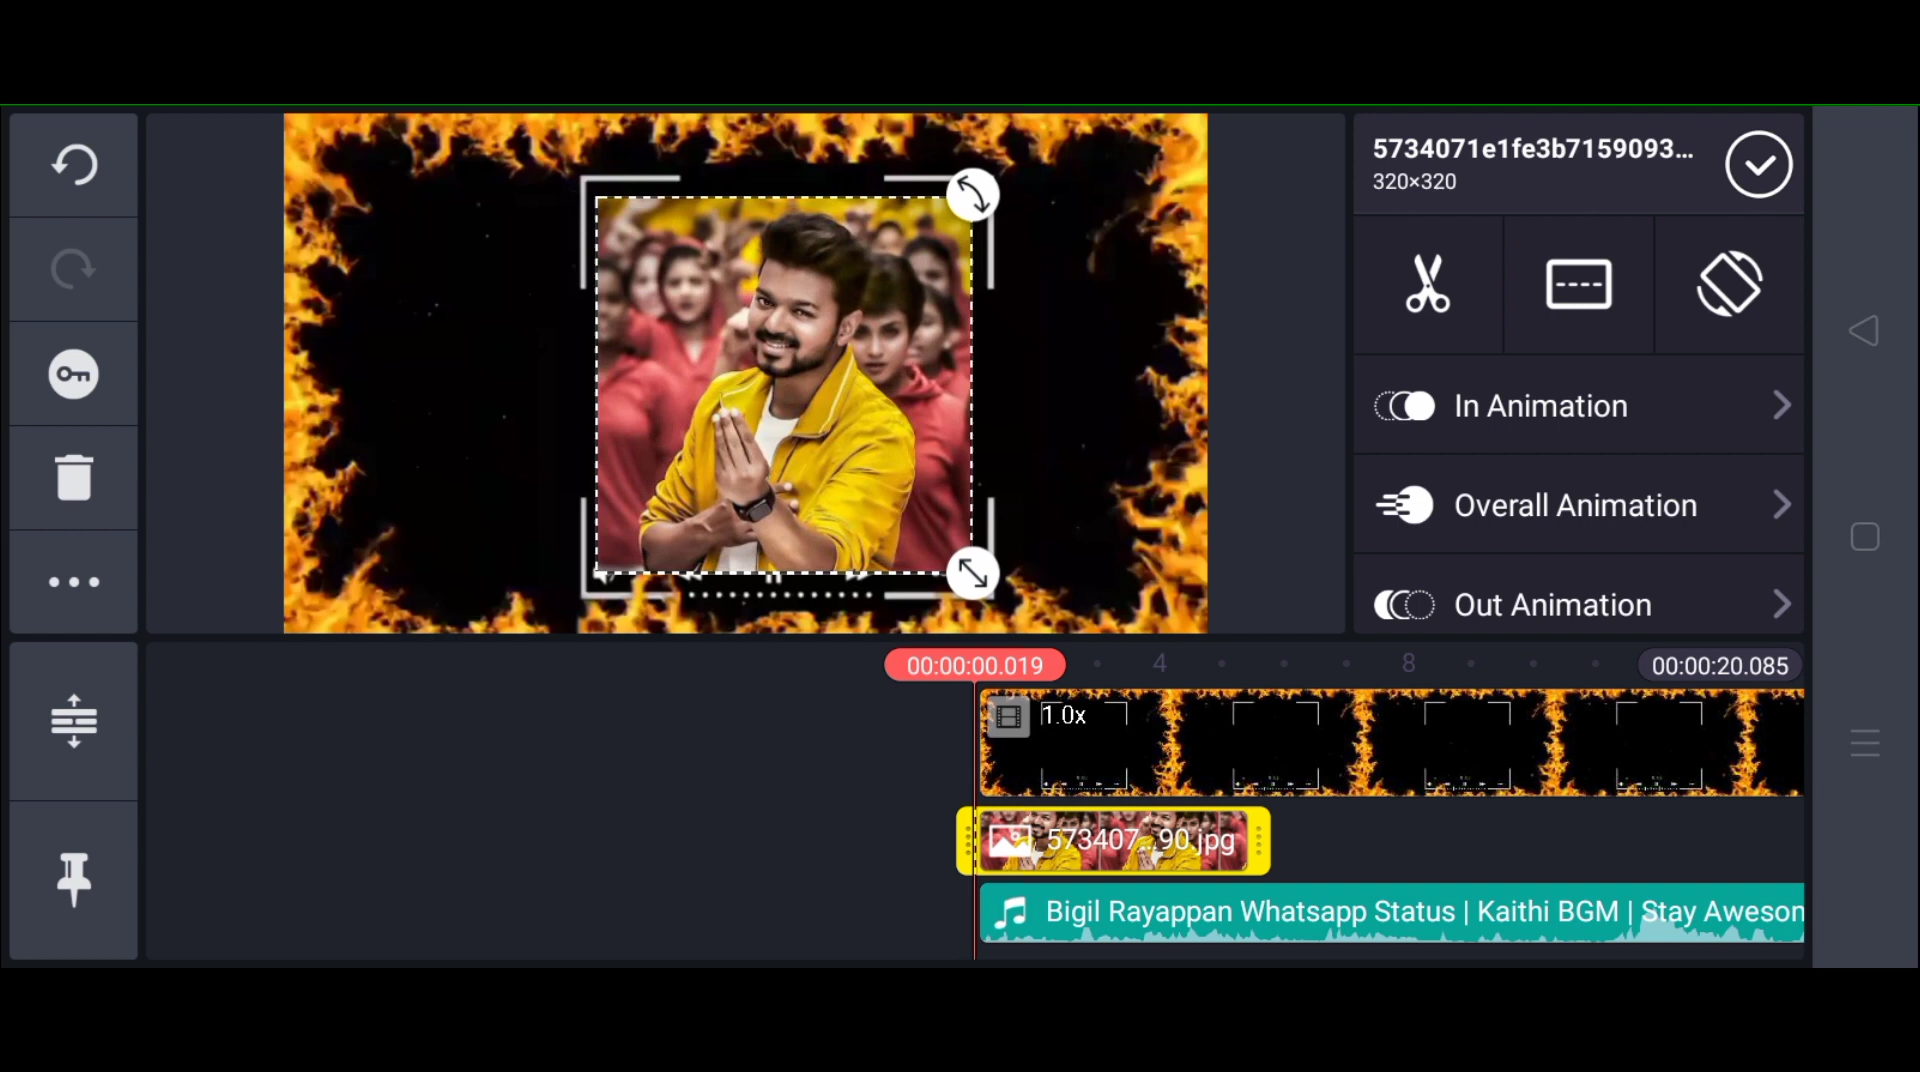 5734071e1fe3b7159093...
320×320
In Animation
Overall Animation
Out Animation
00:00:00.019
4
8
00:00:20.085
1.0x
573407...90.jpg
Bigil Rayappan Whatsapp Status | Kaithi BGM | Stay Aweson